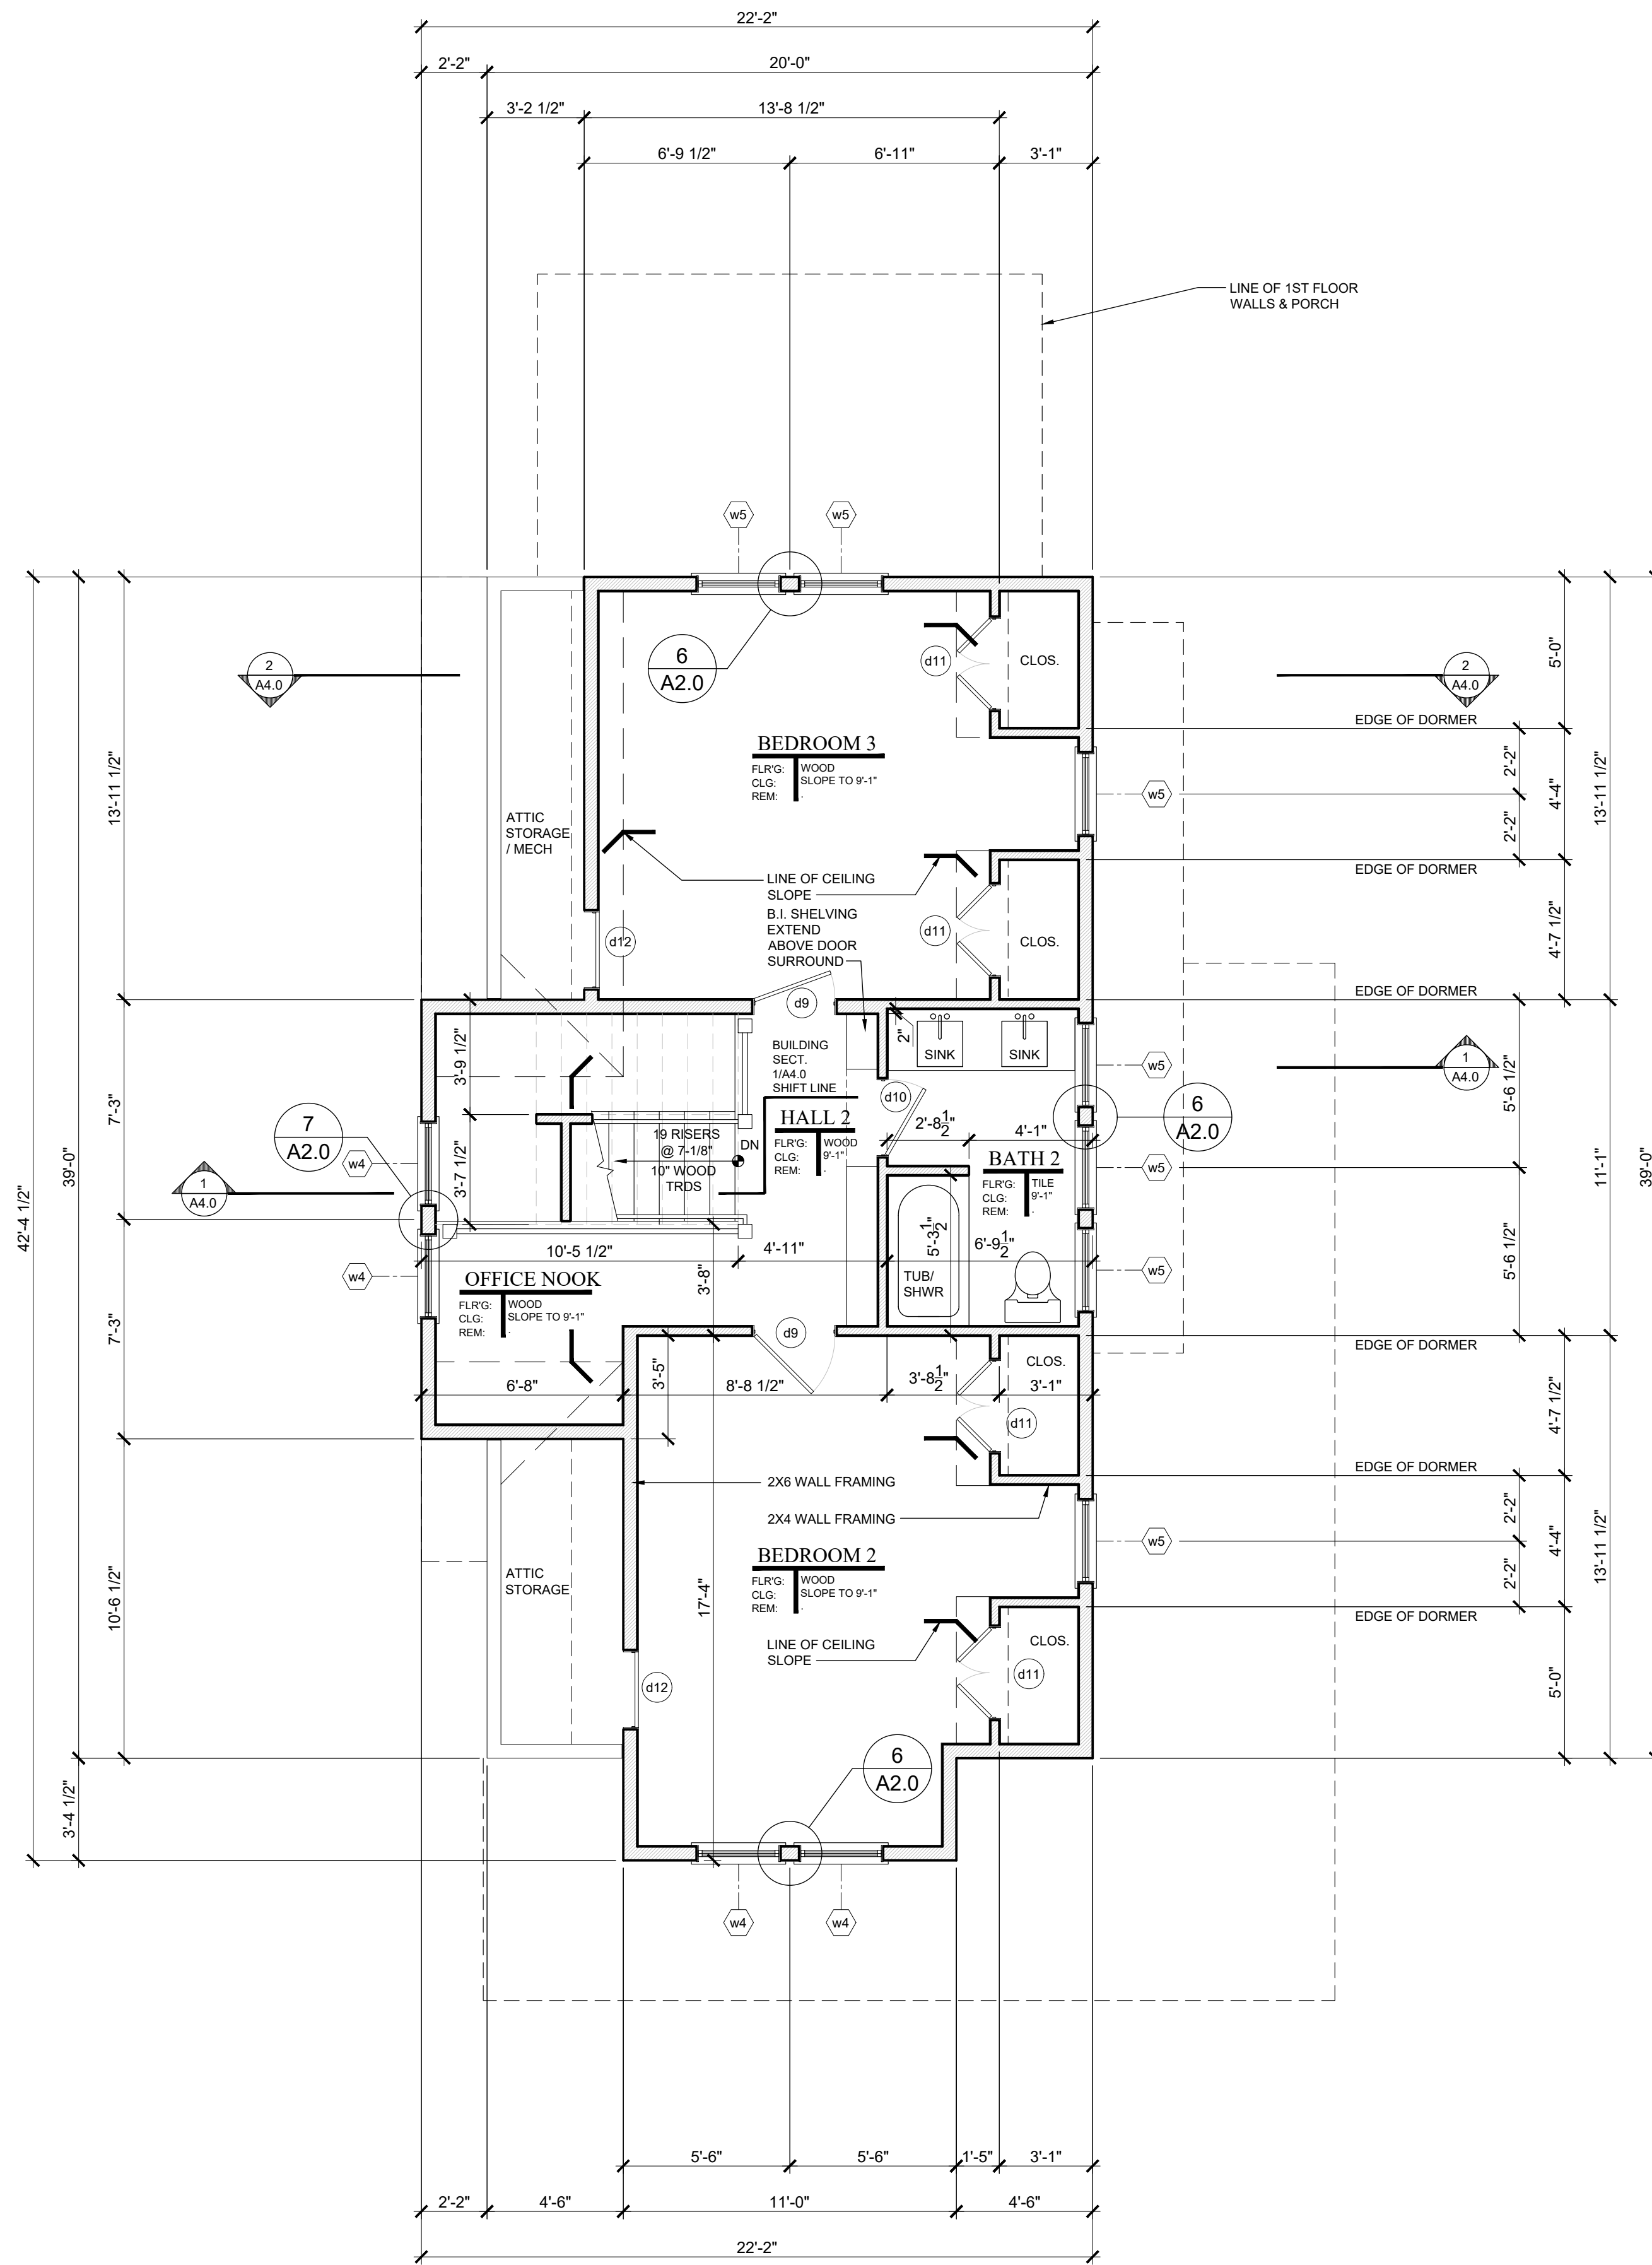 22'-2"
2'-2"
20'-0"
3'-2 1/2"
13'-8 1/2"
6'-9 1/2"
6'-11"
3'-1"
LINE OF 1ST FLOOR
WALLS & PORCH
w5
w5
6
A2.0
2
A4.0
2
A4.0
d11
CLOS.
5'-0"
EDGE OF DORMER
BEDROOM 3
FLR'G: WOOD
CLG: SLOPE TO 9'-1"
REM: .
2'-2"
2'-2"
4'-4"
w5
13'-11 1/2"
13'-11 1/2"
ATTIC
STORAGE
/ MECH
EDGE OF DORMER
LINE OF CEILING
SLOPE
B.I. SHELVING
EXTEND
ABOVE DOOR
SURROUND
d11
CLOS.
d12
4'-7 1/2"
EDGE OF DORMER
d9
2"
SINK
SINK
3'-9 1/2"
BUILDING
SECT.
1/A4.0
SHIFT LINE
w5
5'-6 1/2"
1
A4.0
7'-3"
d10
6
A2.0
HALL 2
FLR'G: WOOD
CLG: 9'-1"
REM: .
2'-8 1/2"
4'-1"
7
A2.0
19 RISERS
@ 7-1/8"
10" WOOD
TRDS
DN
w4
w5
BATH 2
FLR'G: TILE
CLG: 9'-1"
REM: .
1
A4.0
3'-7 1/2"
11'-1"
39'-0"
39'-0"
42'-4 1/2"
10'-5 1/2"
4'-11"
5'-3 1/2"
6'-9 1/2"
3'-8"
5'-6 1/2"
w4
w5
OFFICE NOOK
FLR'G: WOOD
CLG: SLOPE TO 9'-1"
REM: .
TUB/
SHWR
7'-3"
d9
EDGE OF DORMER
CLOS.
3'-5"
6'-8"
8'-8 1/2"
3'-8 1/2"
3'-1"
d11
4'-7 1/2"
EDGE OF DORMER
2X6 WALL FRAMING
2X4 WALL FRAMING
2'-2"
2'-2"
4'-4"
w5
13'-11 1/2"
BEDROOM 2
FLR'G: WOOD
CLG: SLOPE TO 9'-1"
REM: .
ATTIC
STORAGE
10'-6 1/2"
17'-4"
EDGE OF DORMER
LINE OF CEILING
SLOPE
CLOS.
d11
d12
5'-0"
6
A2.0
3'-4 1/2"
w4
w4
5'-6"
5'-6"
1'-5"
3'-1"
2'-2"
4'-6"
11'-0"
4'-6"
22'-2"